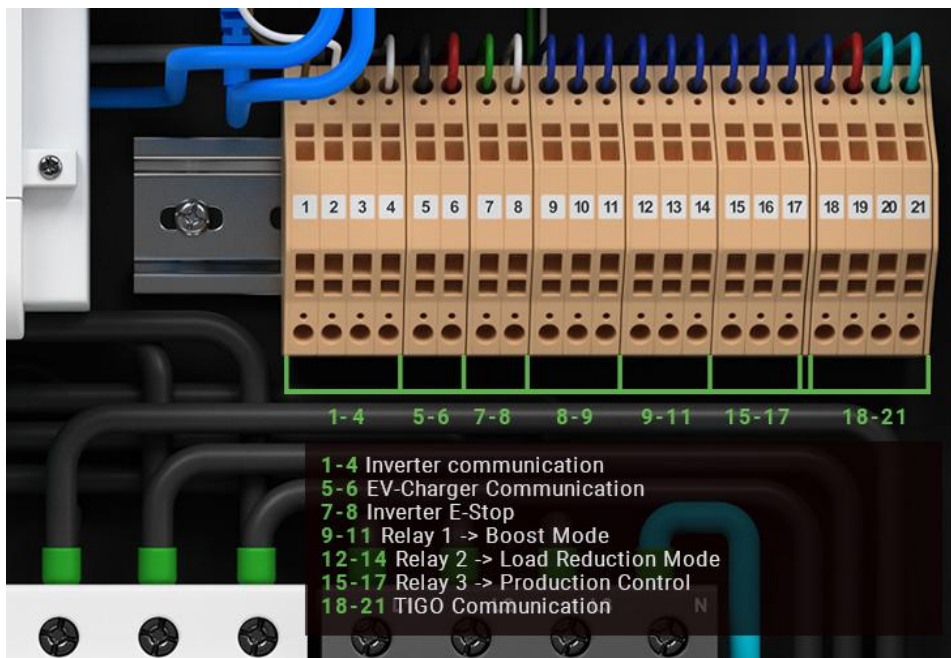 1 2 3 4 5 6 7 8 9 10 11 12 13 14 15 16 17 18 19 20 21
1-4 5-6 7-8 8-9 9-11 15-17 18-21
1-4 Inverter communication
5-6 EV-Charger Communication
7-8 Inverter E-Stop
9-11 Relay 1 -> Boost Mode
12-14 Relay 2 -> Load Reduction Mode
15-17 Relay 3 -> Production Control
18-21 TIGO Communication
N